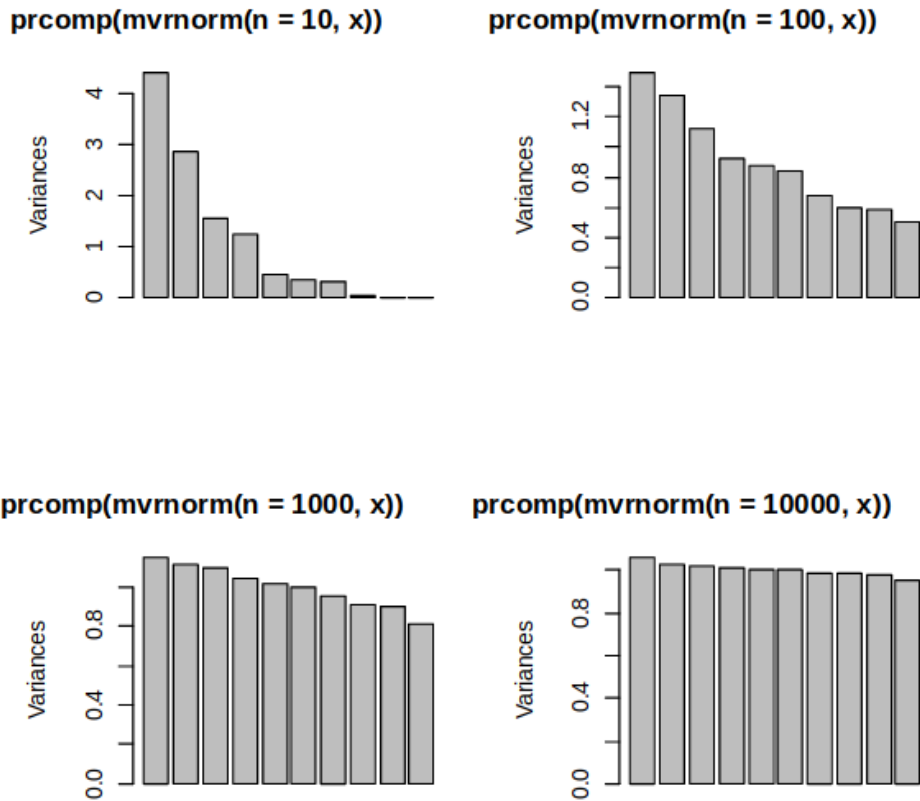 prcomp(mvrnorm(n = 10, x))
Variances
4
3
2
1
0
prcomp(mvrnorm(n = 100, x))
Variances
1.2
0.8
0.4
0.0
prcomp(mvrnorm(n = 1000, x))
Variances
0.8
0.4
0.0
prcomp(mvrnorm(n = 10000, x))
Variances
0.8
0.4
0.0